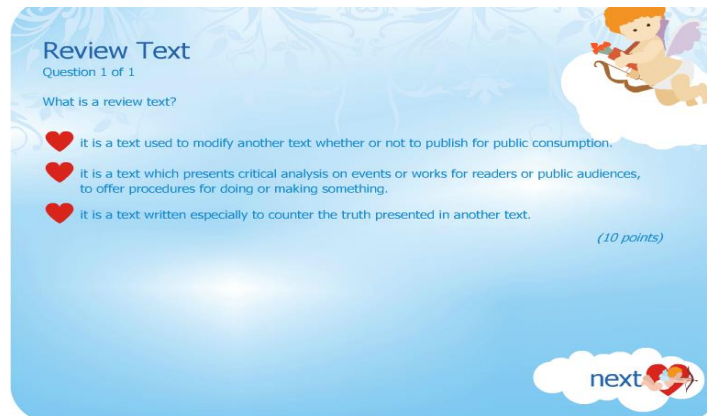 Review Text
Question 1 of 1
What is a review text?
it is a text used to modify another text whether or not to publish for public consumption.
it is a text which presents critical analysis on events or works for readers or public audiences,
to offer procedures for doing or making something.
it is a text written especially to counter the truth presented in another text.
(10 points)
next